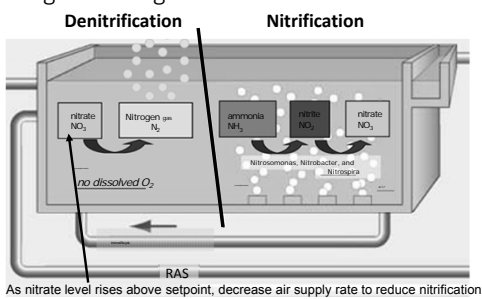 Denitrification Nitrification
nitrate
NO3
Nitrogen gas
N2
ammonia
NH3
nitrite
NO2
nitrate
NO3
Nitrosomonas, Nitrobacter, and
Nitrospira
no dissolved O2
RAS
As nitrate level rises above setpoint, decrease air supply rate to reduce nitrification